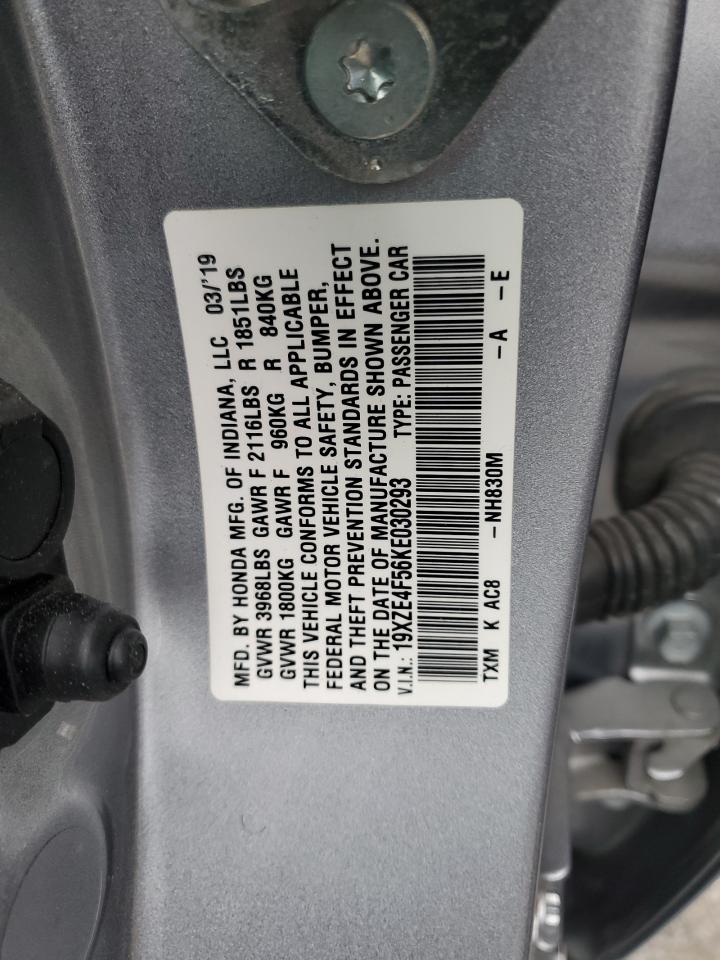 MFD. BY HONDA MFG. OF INDIANA, LLC 03/'19
GVWR 3968LBS GAWR F 2116LBS R 1851LBS
GVWR 1800KG GAWR F 960KG R 840KG
THIS VEHICLE CONFORMS TO ALL APPLICABLE
FEDERAL MOTOR VEHICLE SAFETY, BUMPER,
AND THEFT PREVENTION STANDARDS IN EFFECT
ON THE DATE OF MANUFACTURE SHOWN ABOVE.
V.I.N.: 19XZE4F56KE030293 TYPE: PASSENGER CAR
TXM K AC8 -NH830M -A -E